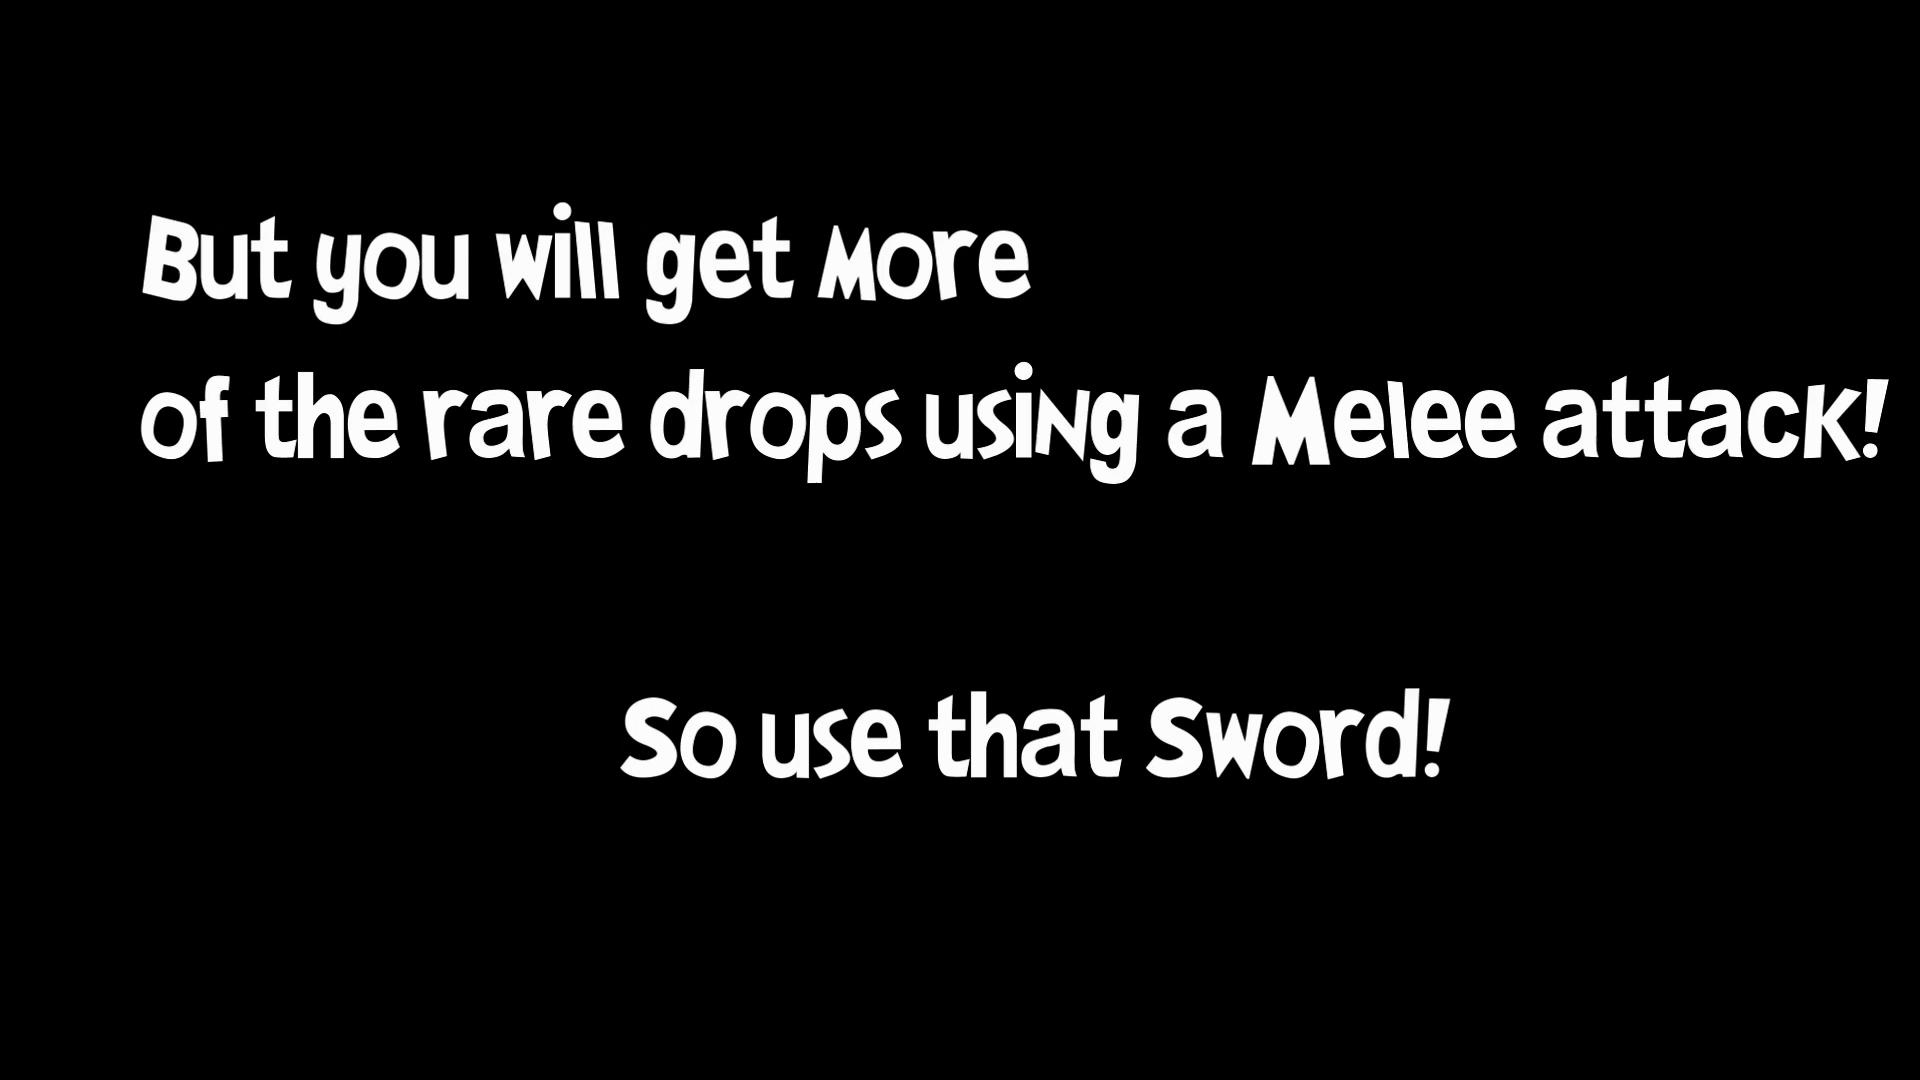 But you will get more
of the rare drops using a Melee attack!
So use that Sword!